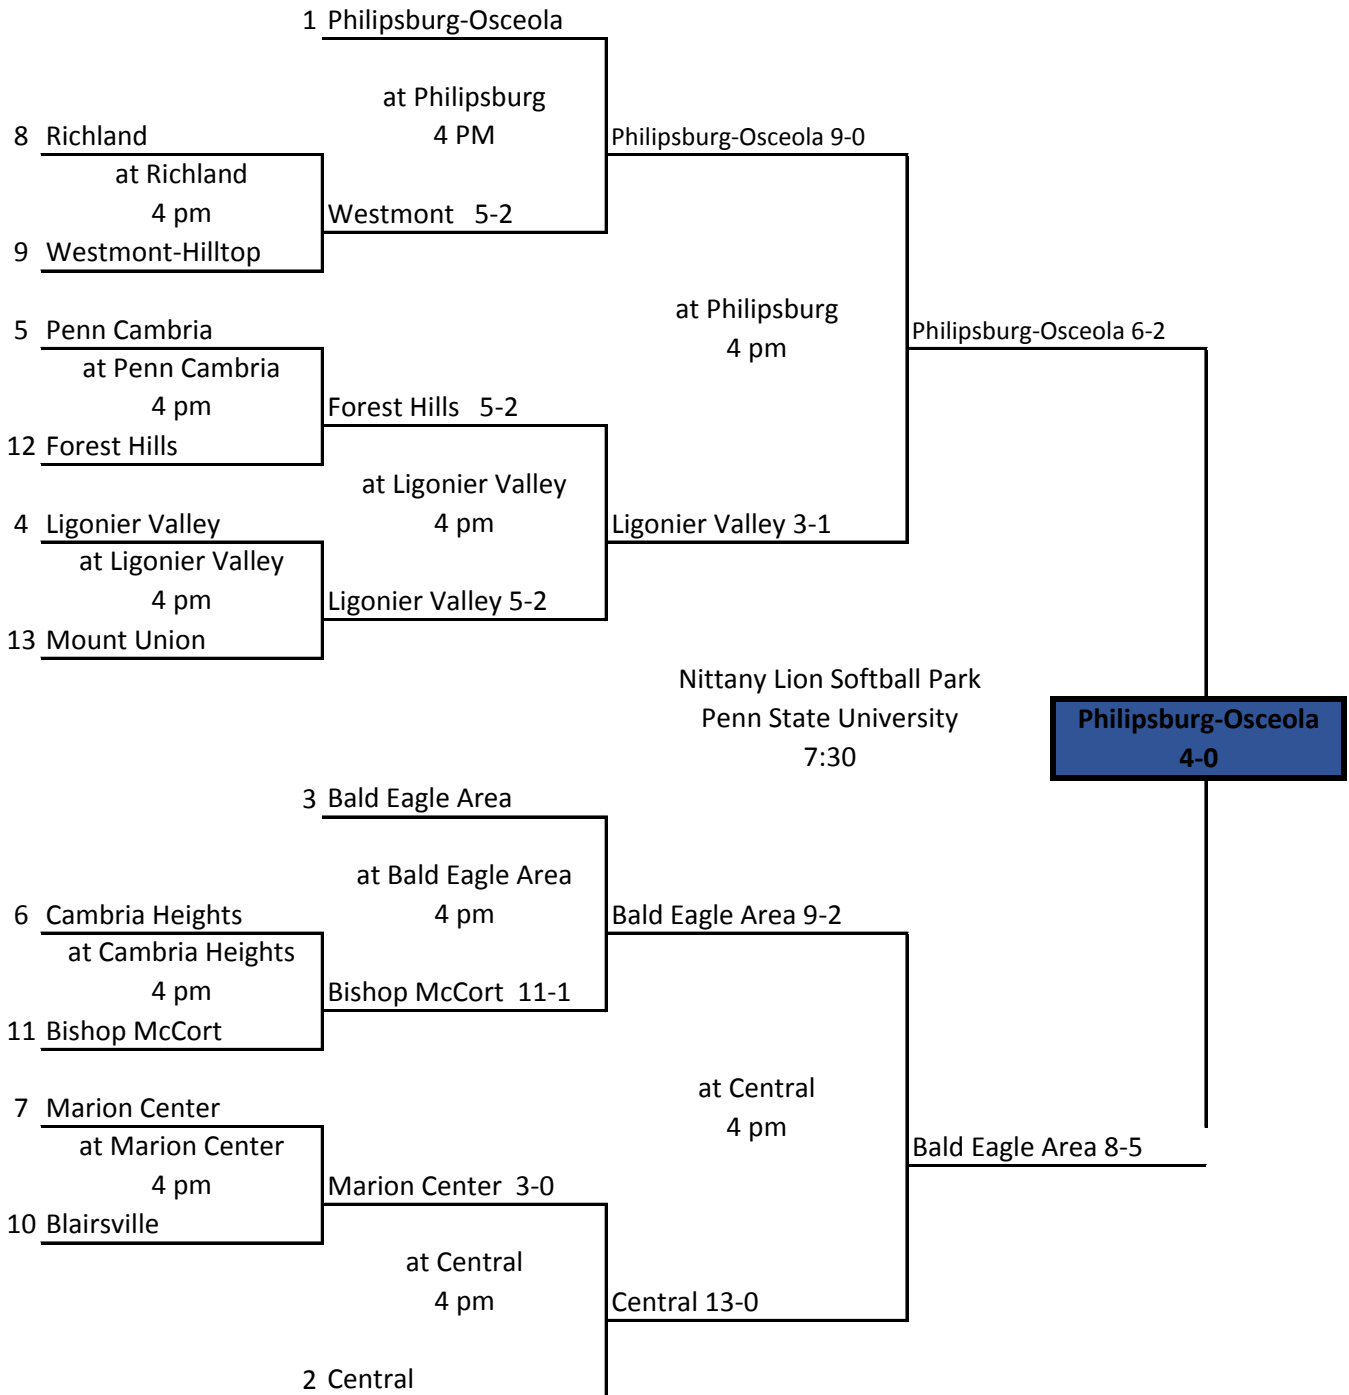 1 Philipsburg-Osceola
at Philipsburg
8 Richland
4 PM
Philipsburg-Osceola 9-0
at Richland
4 pm
Westmont 5-2
9 Westmont-Hilltop
at Philipsburg
4 pm
5 Penn Cambria
Philipsburg-Osceola 6-2
at Penn Cambria
4 pm
Forest Hills 5-2
12 Forest Hills
at Ligonier Valley
4 pm
4 Ligonier Valley
Ligonier Valley 3-1
at Ligonier Valley
4 pm
Ligonier Valley 5-2
13 Mount Union
Nittany Lion Softball Park
Penn State University
7:30
Philipsburg-Osceola
4-0
3 Bald Eagle Area
at Bald Eagle Area
4 pm
6 Cambria Heights
Bald Eagle Area 9-2
at Cambria Heights
4 pm
Bishop McCort 11-1
11 Bishop McCort
at Central
4 pm
7 Marion Center
at Marion Center
4 pm
Bald Eagle Area 8-5
Marion Center 3-0
10 Blairsville
at Central
4 pm
Central 13-0
2 Central